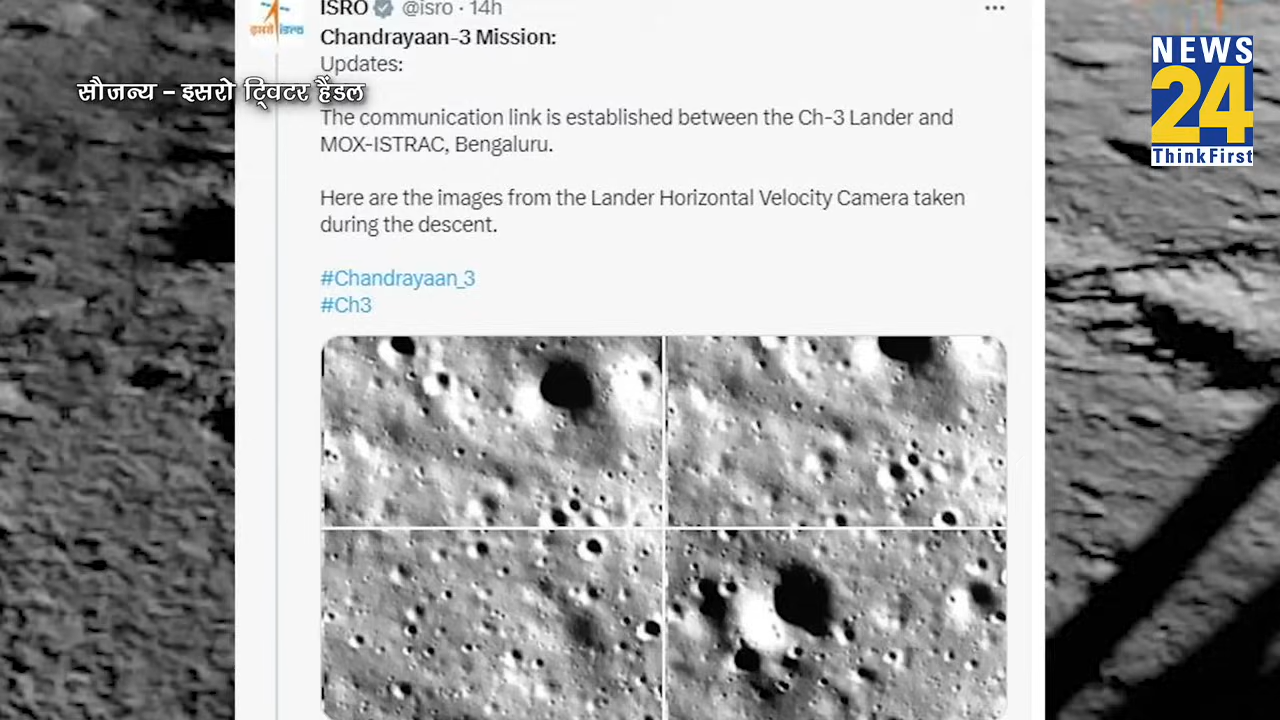 ISRO @isro · 14h
Chandrayaan-3 Mission:
Updates:
सौजन्य - इसरो ट्विटर हैंडल
The communication link is established between the Ch-3 Lander and
MOX-ISTRAC, Bengaluru.
Here are the images from the Lander Horizontal Velocity Camera taken
during the descent.
#Chandrayaan_3
#Ch3
इसरो isro
NEWS
24
ThinkFirst